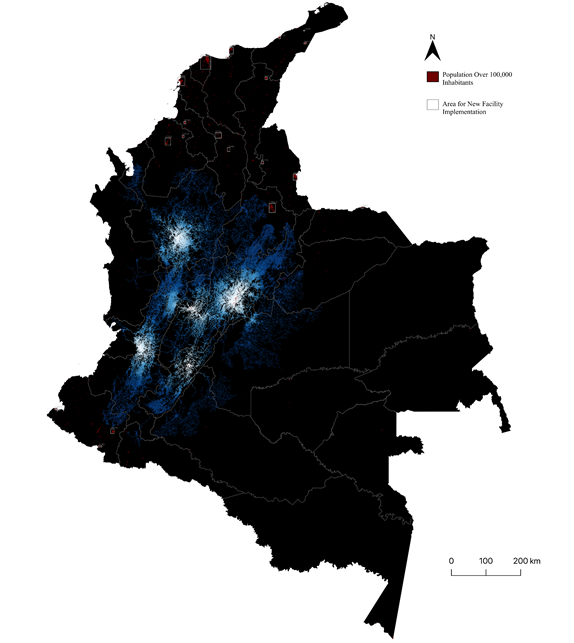 N
Population Over 100,000
Inhabitants
Area for New Facility
Implementation
0 100 200 km